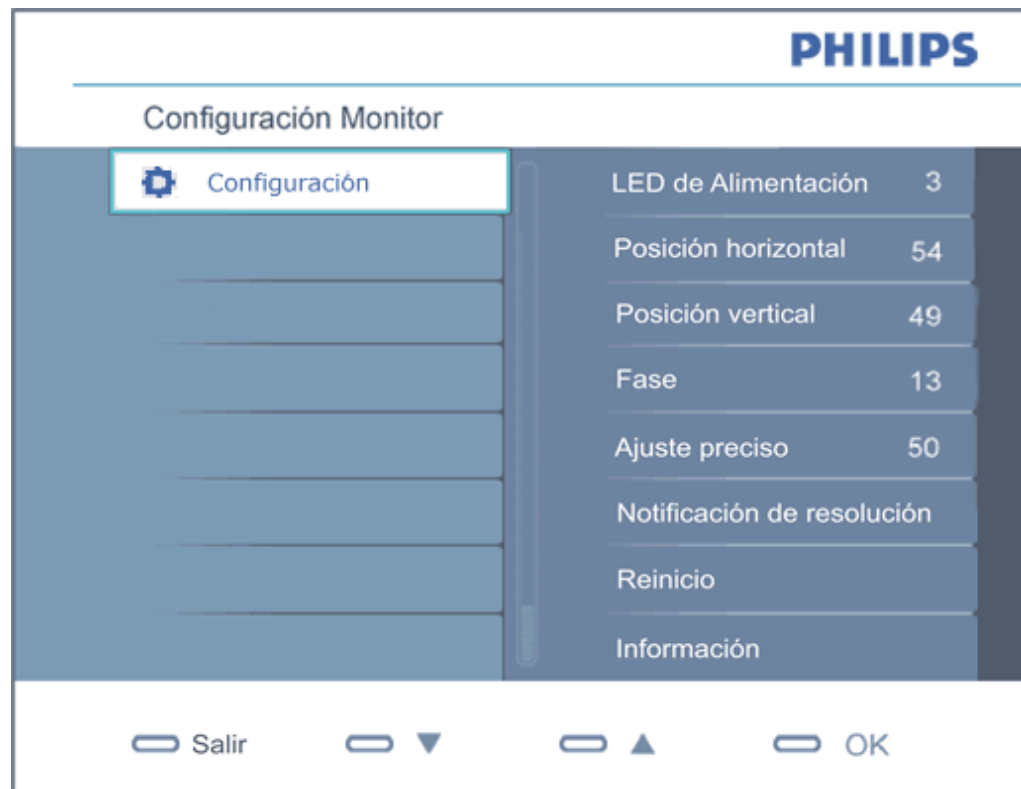 PHILIPS
Configuración Monitor
Configuración
LED de Alimentación 3
Posición horizontal 54
Posición vertical 49
Fase 13
Ajuste preciso 50
Notificación de resolución
Reinicio
Información
Salir ▼ ▲ OK